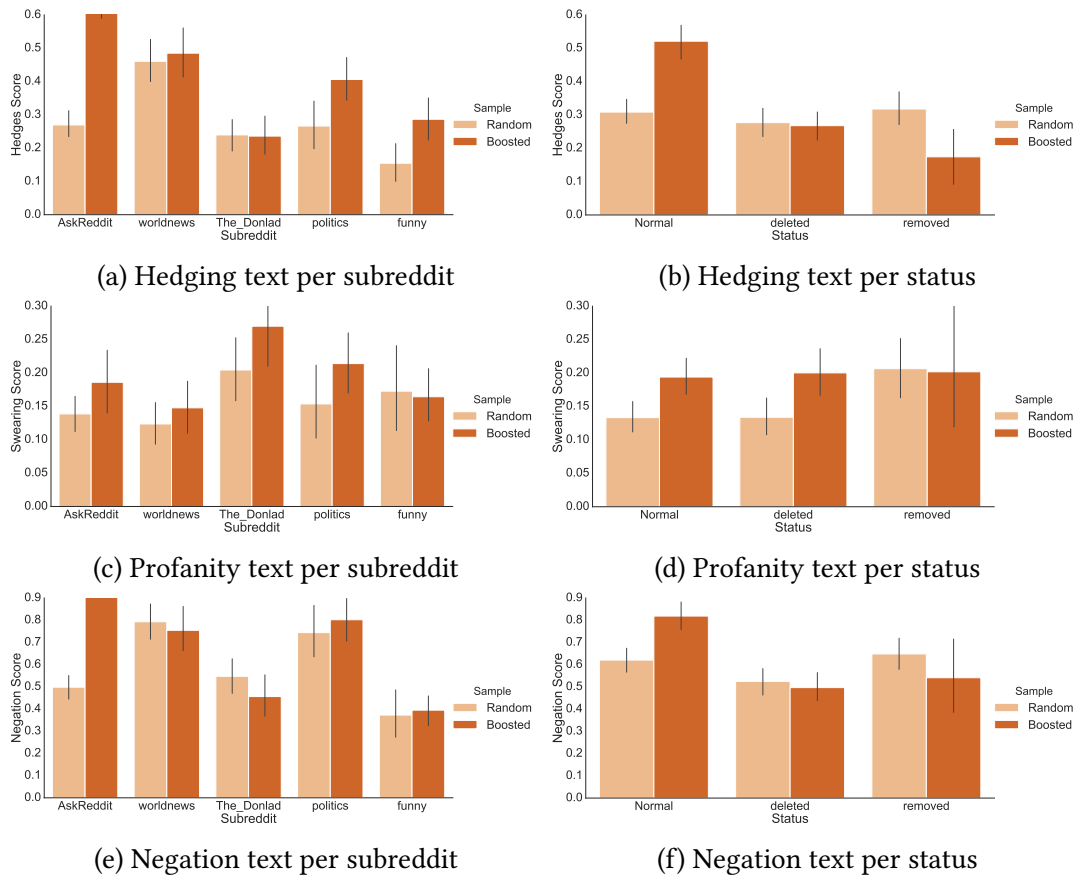 0.6
0.5
0.4
0.3
0.2
0.1
0.0
Hedges Score
AskReddit worldnews The_Donlad politics funny
Subreddit
Sample
Random
Boosted
(a) Hedging text per subreddit
0.6
0.5
0.4
0.3
0.2
0.1
0.0
Hedges Score
Normal deleted removed
Status
Sample
Random
Boosted
(b) Hedging text per status
0.30
0.25
0.20
0.15
0.10
0.05
0.00
Swearing Score
AskReddit worldnews The_Donlad politics funny
Subreddit
Sample
Random
Boosted
(c) Profanity text per subreddit
0.30
0.25
0.20
0.15
0.10
0.05
0.00
Swearing Score
Normal deleted removed
Status
Sample
Random
Boosted
(d) Profanity text per status
0.9
0.8
0.7
0.6
0.5
0.4
0.3
0.2
0.1
0.0
Negation Score
AskReddit worldnews The_Donlad politics funny
Subreddit
Sample
Random
Boosted
(e) Negation text per subreddit
0.9
0.8
0.7
0.6
0.5
0.4
0.3
0.2
0.1
0.0
Negation Score
Normal deleted removed
Status
Sample
Random
Boosted
(f) Negation text per status